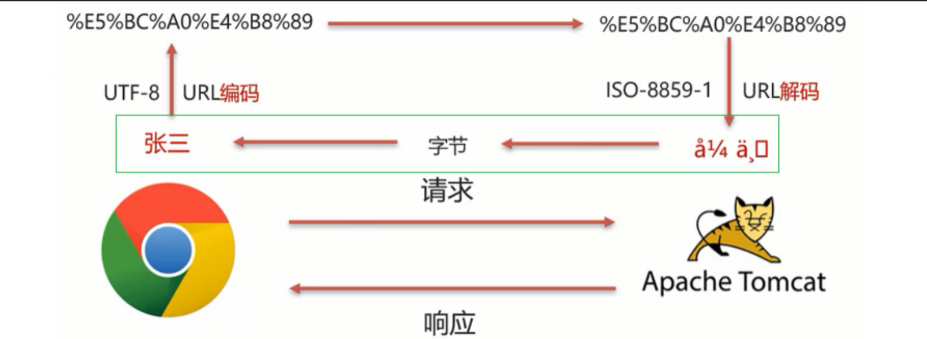 %E5%BC%A0%E4%B8%89 %E5%BC%A0%E4%B8%89
UTF-8 URL编码 ISO-8859-1 URL解码
张三 字节 å¼ ä¸
请求
Apache Tomcat
响应